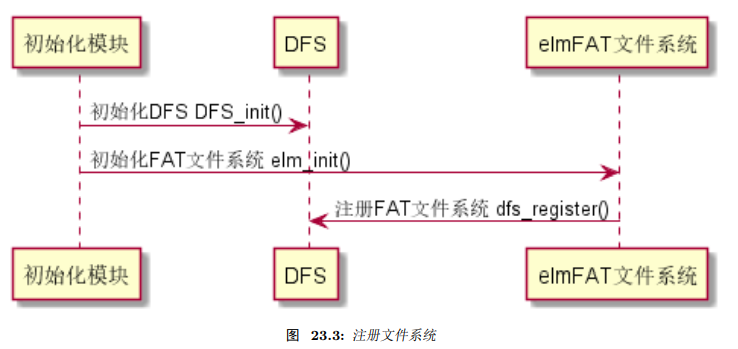 初始化模块 DFS elmFAT文件系统
初始化DFS DFS_init()
初始化FAT文件系统 elm_init()
注册FAT文件系统 dfs_register()
初始化模块 DFS elmFAT文件系统
图 23.3: 注册文件系统